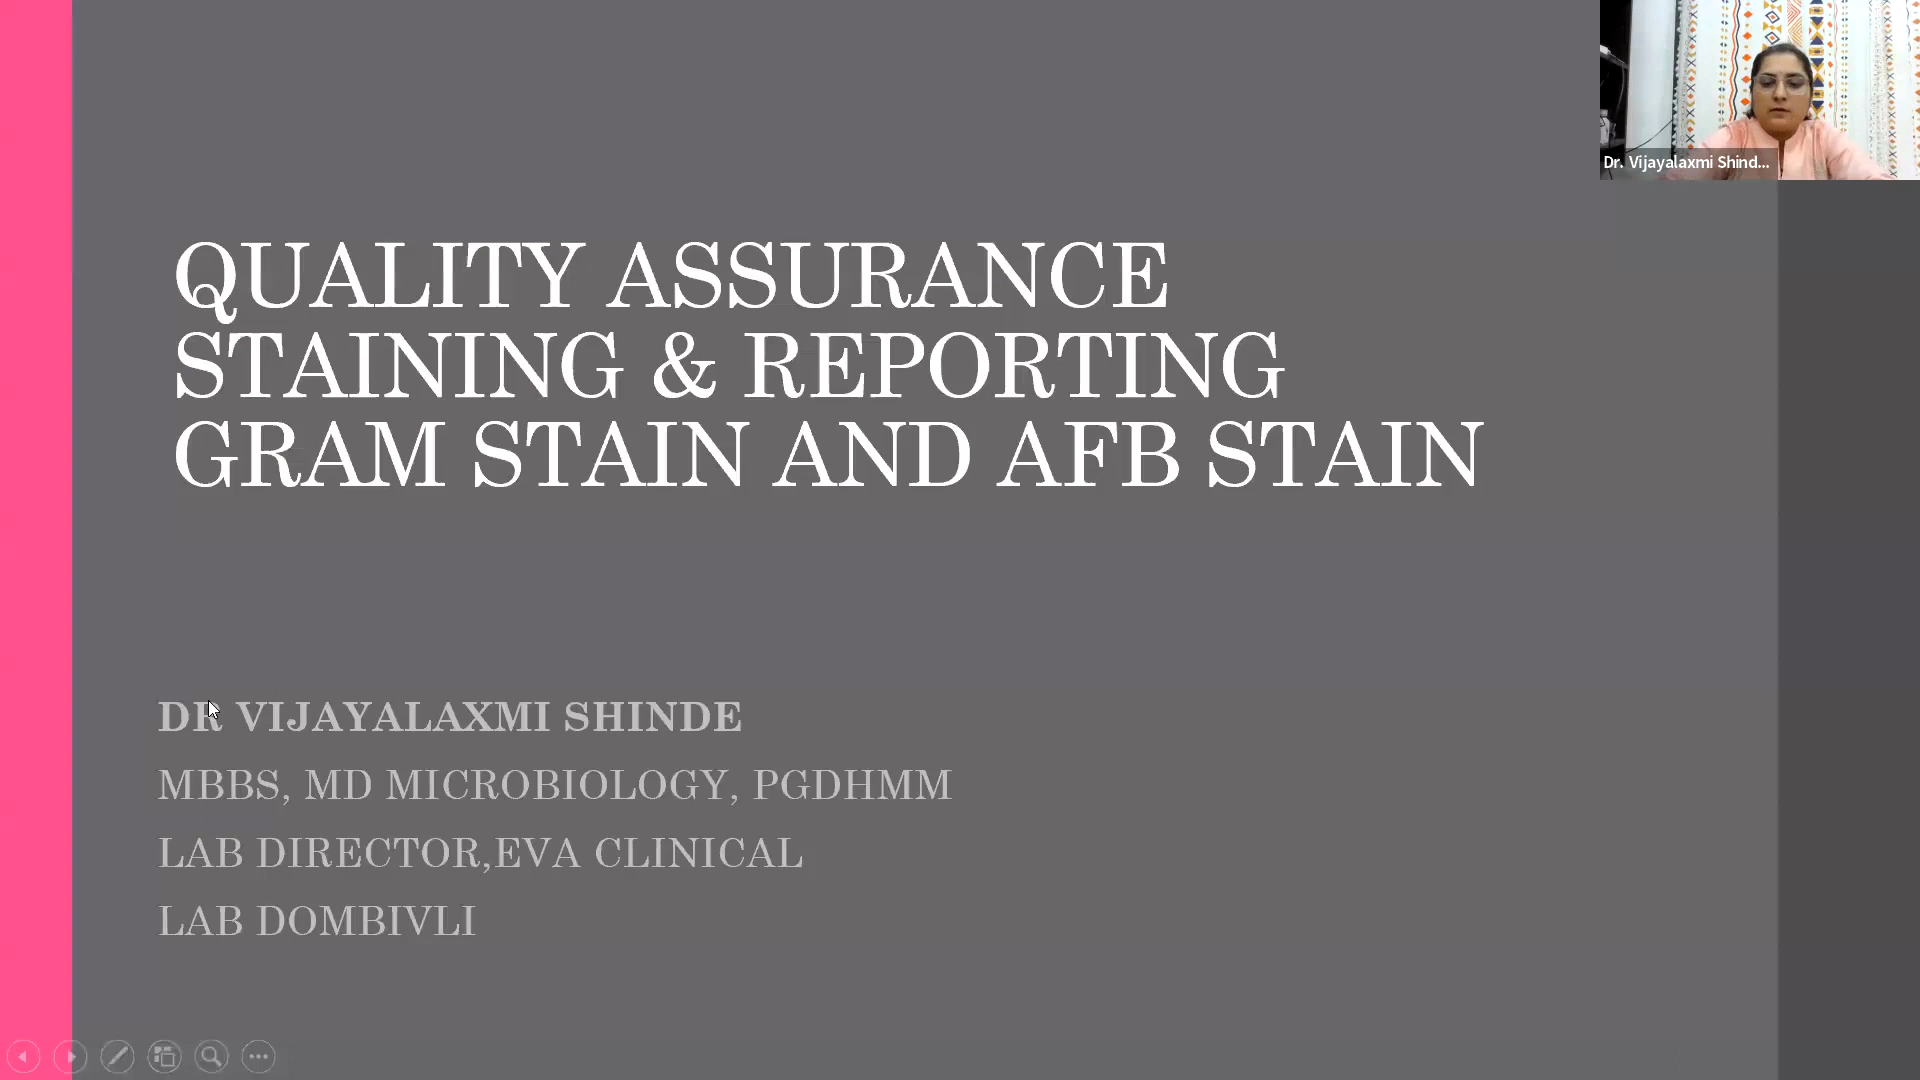 Dr. Vijayalaxmi Shind...
QUALITY ASSURANCE
STAINING & REPORTING
GRAM STAIN AND AFB STAIN
DR VIJAYALAXMI SHINDE
MBBS, MD MICROBIOLOGY, PGDHMM
LAB DIRECTOR,EVA CLINICAL
LAB DOMBIVLI